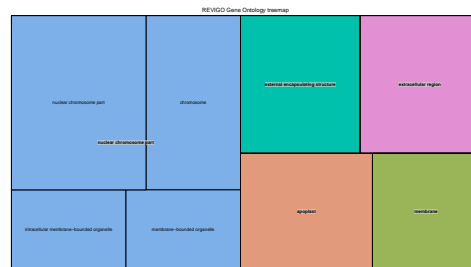 REVIGO Gene Ontology treemap
nuclear chromosome part
chromosome
nuclear chromosome part
intracellular membrane−bounded organelle
membrane−bounded organelle
external encapsulating structure
extracellular region
apoplast
membrane